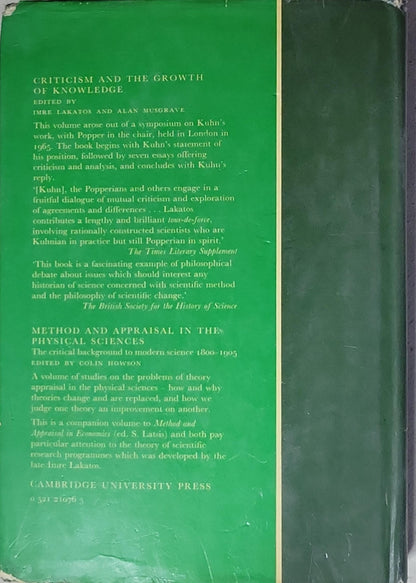 CRITICISM AND THE GROWTH
OF KNOWLEDGE
EDITED BY
IMRE LAKATOS AND ALAN MUSGRAVE
This volume arose out of a symposium on Kuhn's
work, with Popper in the chair, held in London in
1965. The book begins with Kuhn's statement of
his position, followed by seven essays offering
criticism and analysis, and concludes with Kuhn's
reply.
'[Kuhn], the Popperians and others engage in a
fruitful dialogue of mutual criticism and exploration
of agreements and differences . . . Lakatos
contributes a lengthy and brilliant tour-de-force,
involving rationally constructed scientists who are
Kuhnian in practice but still Popperian in spirit.'
The Times Literary Supplement
'This book is a fascinating example of philosophical
debate about issues which should interest any
historian of science concerned with scientific method
and the philosophy of scientific change.'
The British Society for the History of Science
METHOD AND APPRAISAL IN THE
PHYSICAL SCIENCES
The critical background to modern science 1800–1905
EDITED BY COLIN HOWSON
A volume of studies on the problems of theory
appraisal in the physical sciences – how and why
theories change and are replaced, and how we
judge one theory an improvement on another.
This is a companion volume to Method and
Appraisal in Economics (ed. S. Latsis) and both pay
particular attention to the theory of scientific
research programmes which was developed by the
late Imre Lakatos.
CAMBRIDGE UNIVERSITY PRESS
0 521 21076 3